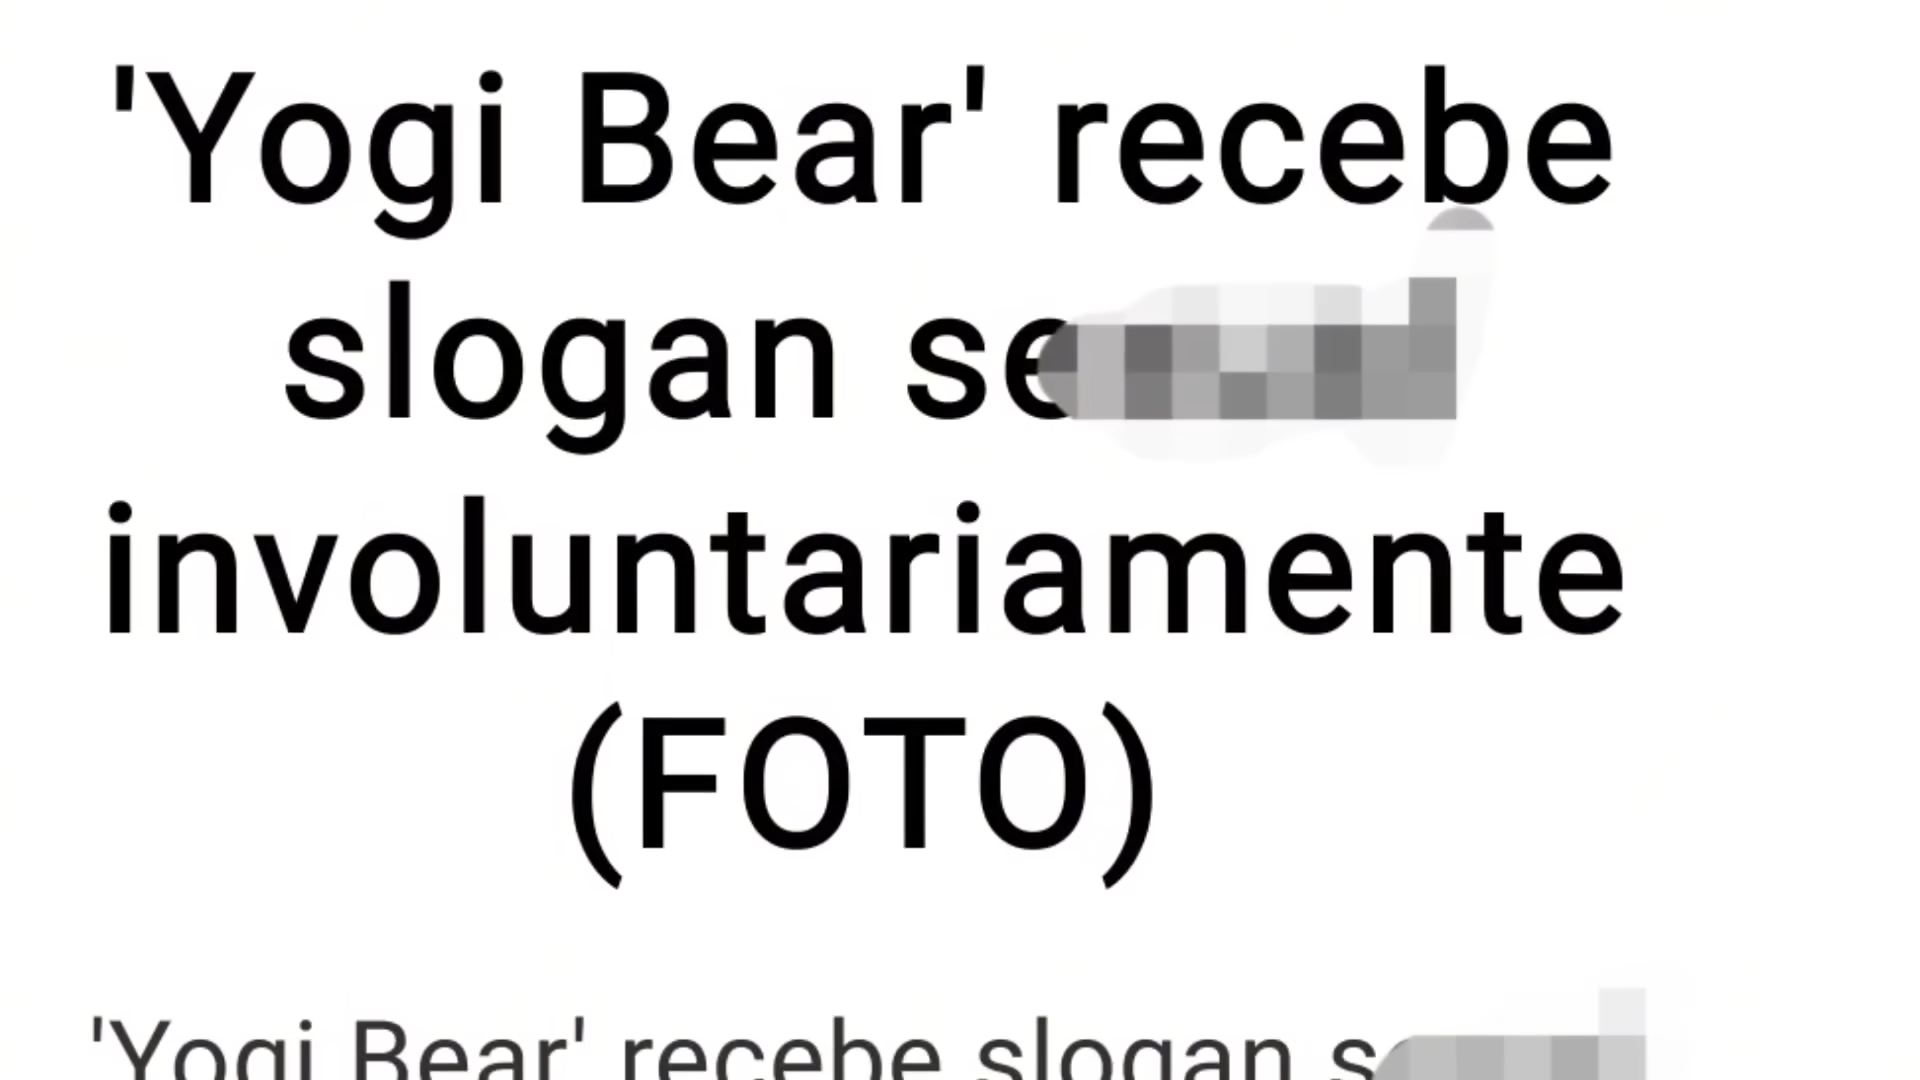 'Yogi Bear' recebe
slogan se
involuntariamente
(FOTO)
'Yogi Bear' recebe slogan s